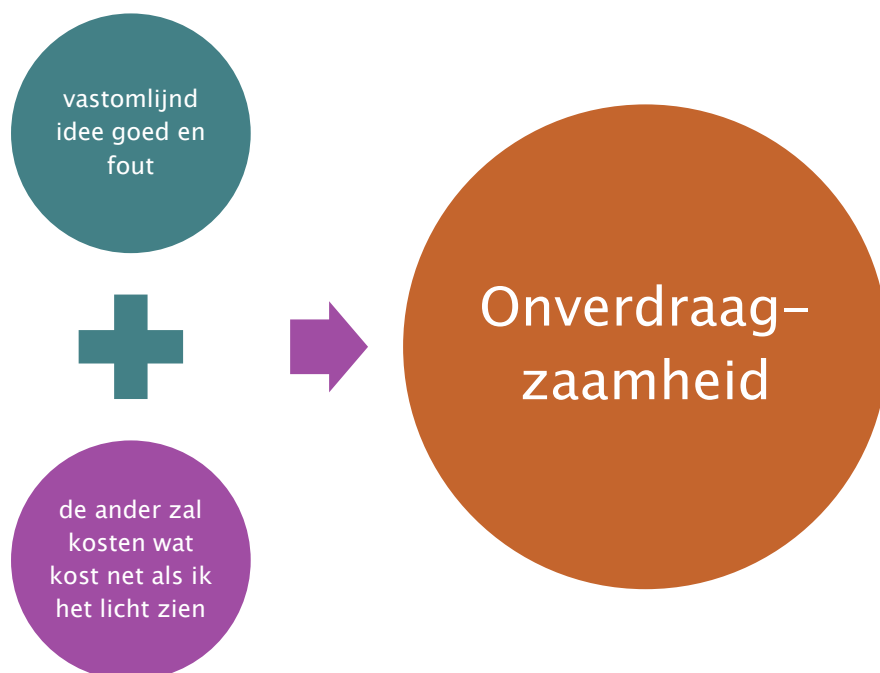 vastomlijnd
idee goed en
fout
de ander zal
kosten wat
kost net als ik
het licht zien
Onverdraag-
zaamheid